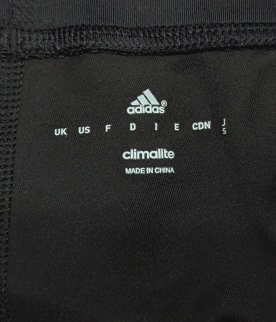 adidas®
UK US F D I E CDN J/S
climalite
MADE IN CHINA